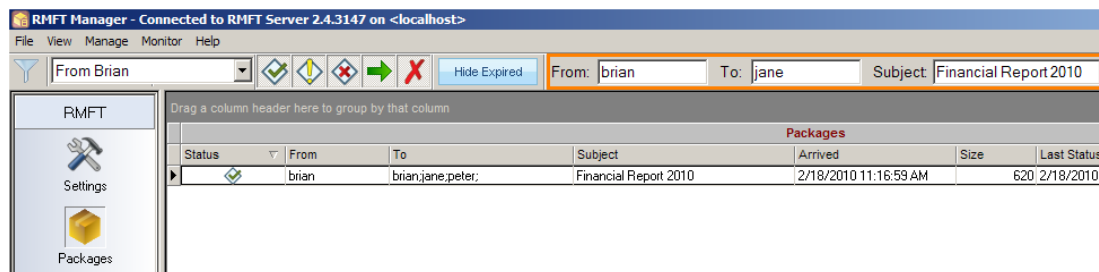 RMFT Manager - Connected to RMFT Server 2.4.3147 on <localhost>
File View Manage Monitor Help
From Brian Hide Expired From: brian To: jane Subject: Financial Report 2010
RMFT
Drag a column header here to group by that column
Packages
Status From To Subject Arrived Size Last Status
brian brian;jane;peter; Financial Report 2010 2/18/2010 11:16:59 AM 620 2/18/2010
Settings
Packages